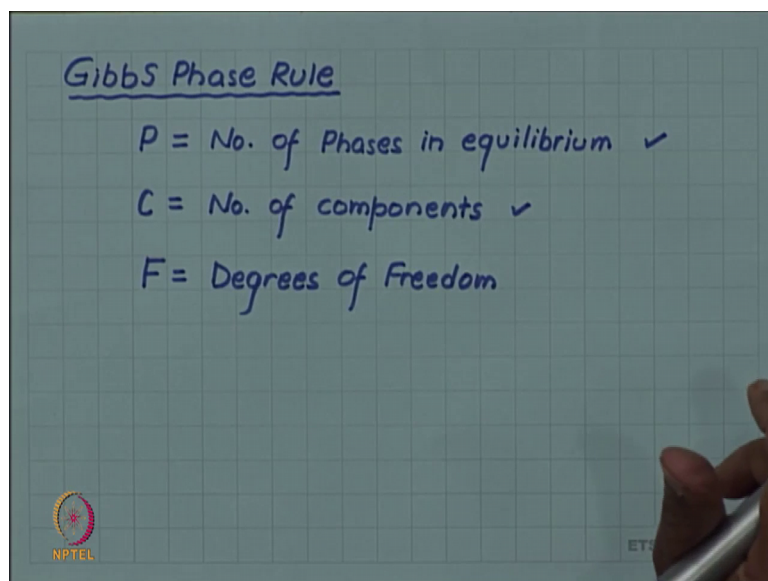 Gibbs Phase Rule
P = No. of Phases in equilibrium ✓
C = No. of components ✓
F = Degrees of Freedom
NPTEL